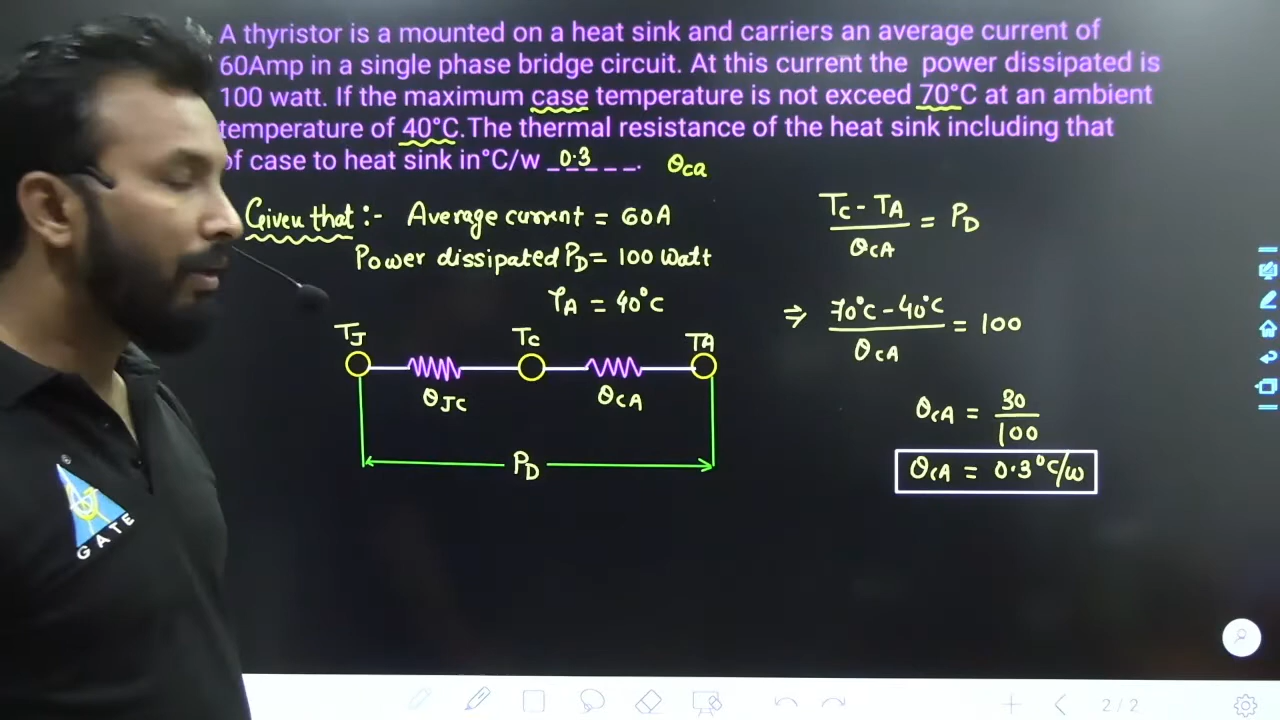 A thyristor is a mounted on a heat sink and carriers an average current of
60Amp in a single phase bridge circuit. At this current the power dissipated is
100 watt. If the maximum case temperature is not exceed 70°C at an ambient
temperature of 40°C.The thermal resistance of the heat sink including that
of case to heat sink in°C/w _0.3_ _ _. θca
Given that :- Average current = 60A
Power dissipated PD = 100 Watt
TA = 40°C
TJ TC TA
θJC θCA
PD
TC - TA / θCA = PD
⇒ 70°C - 40°C / θCA = 100
θCA = 30 / 100
θCA = 0.3°C/w
GATE
2 / 2